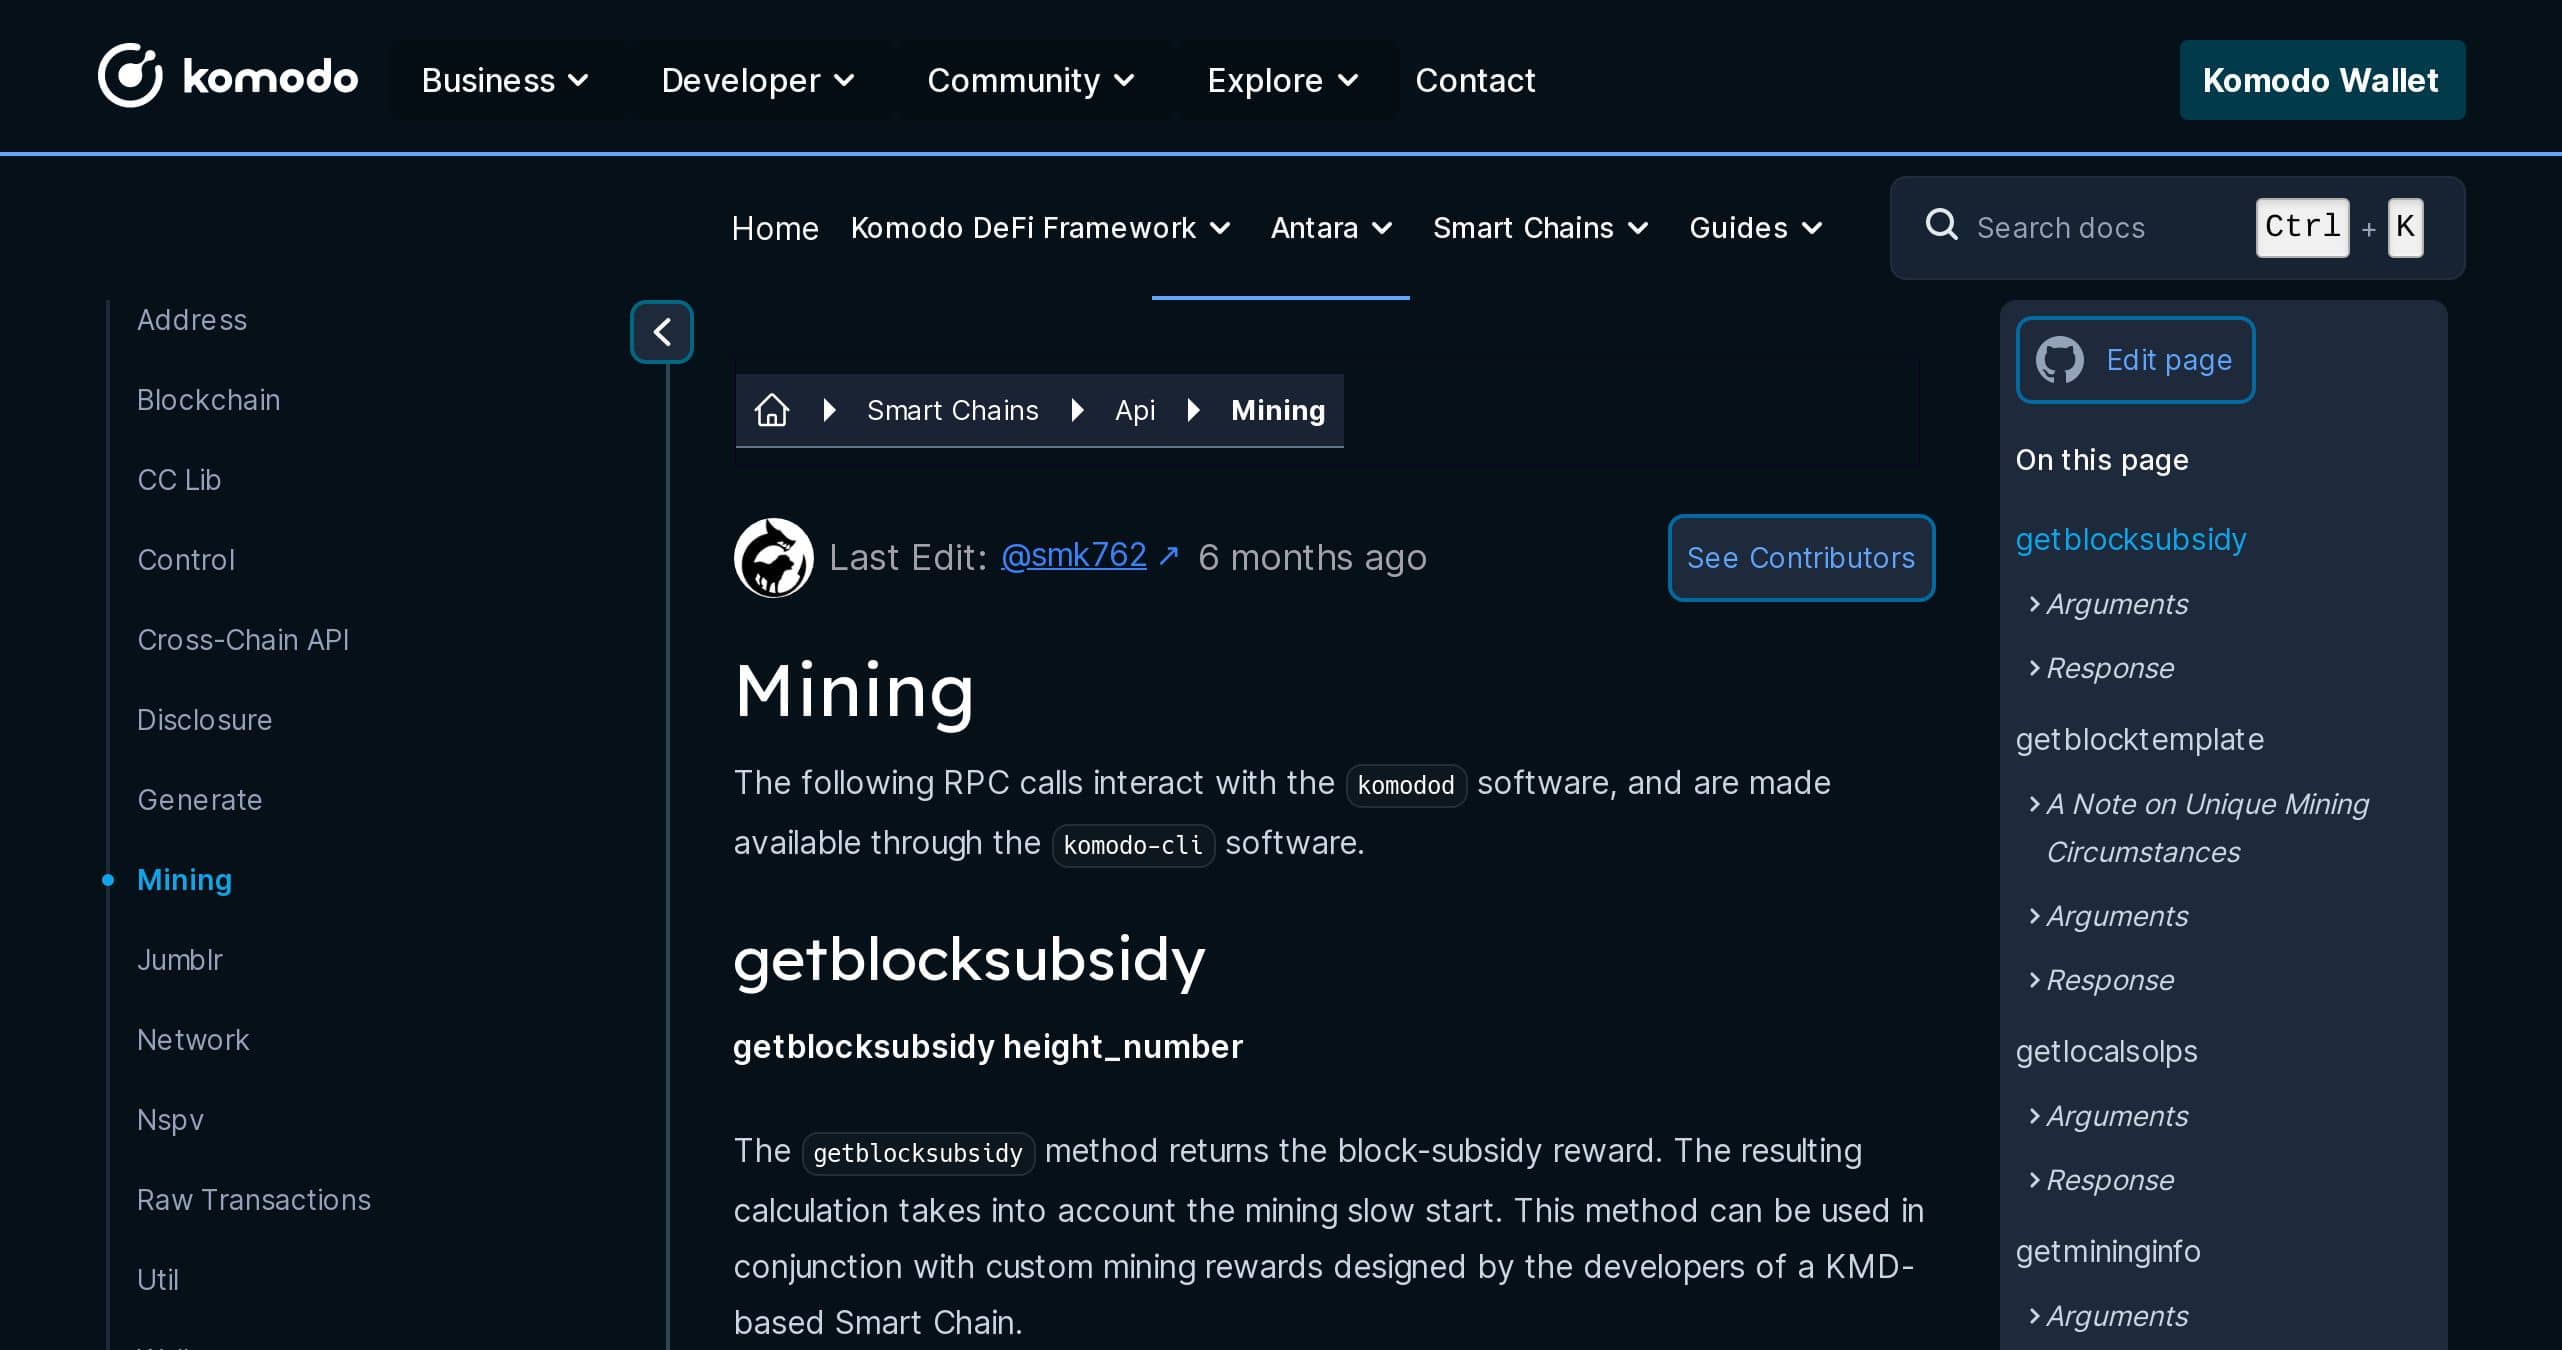 komodo
Business
Developer
Community
Explore
Contact
Komodo Wallet
Home
Komodo DeFi Framework
Antara
Smart Chains
Guides
Search docs
Ctrl + K
Address
Blockchain
CC Lib
Control
Cross-Chain API
Disclosure
Generate
Mining
Jumblr
Network
Nspv
Raw Transactions
Util
Smart Chains
Api
Mining
Last Edit: @smk762 ↗ 6 months ago
See Contributors
Mining
The following RPC calls interact with the komodod software, and are made
available through the komodo-cli software.
getblocksubsidy
getblocksubsidy height_number
The getblocksubsidy method returns the block-subsidy reward. The resulting
calculation takes into account the mining slow start. This method can be used in
conjunction with custom mining rewards designed by the developers of a KMD-
based Smart Chain.
Edit page
On this page
getblocksubsidy
Arguments
Response
getblocktemplate
A Note on Unique Mining
Circumstances
Arguments
Response
getlocalsolps
Arguments
Response
getmininginfo
Arguments